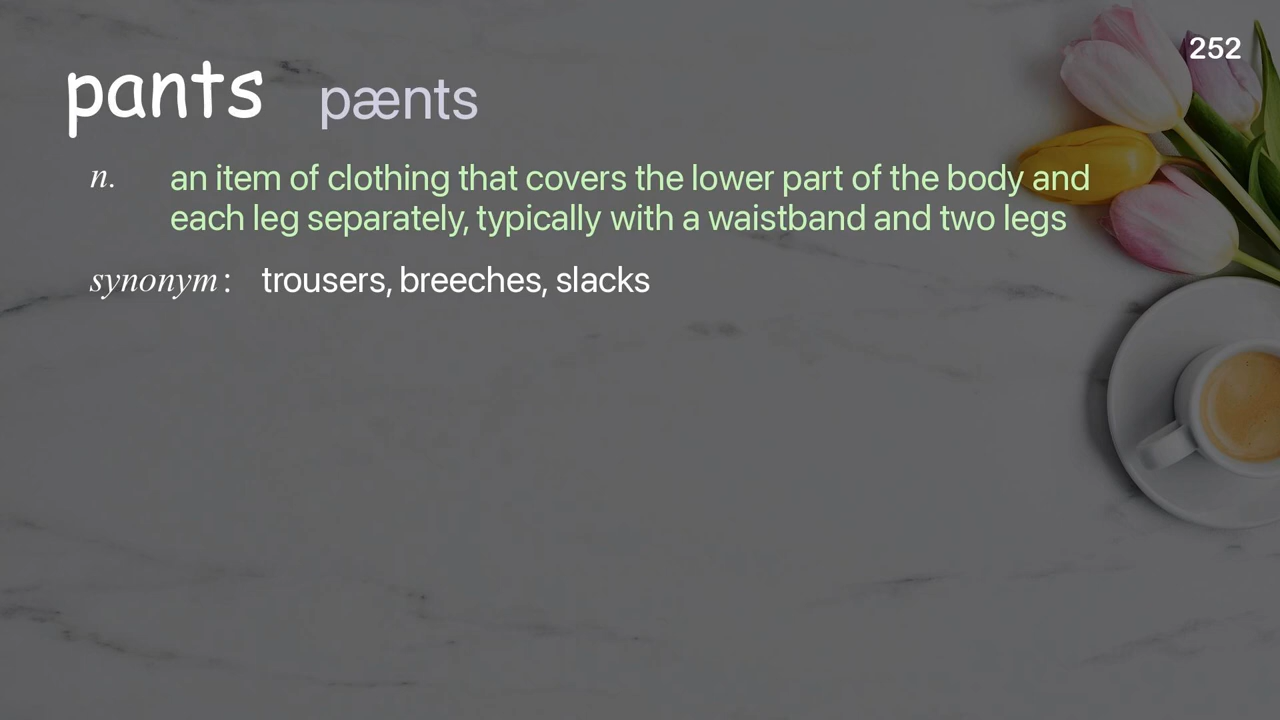 252
pants pænts
n. an item of clothing that covers the lower part of the body and
each leg separately, typically with a waistband and two legs
synonym: trousers, breeches, slacks